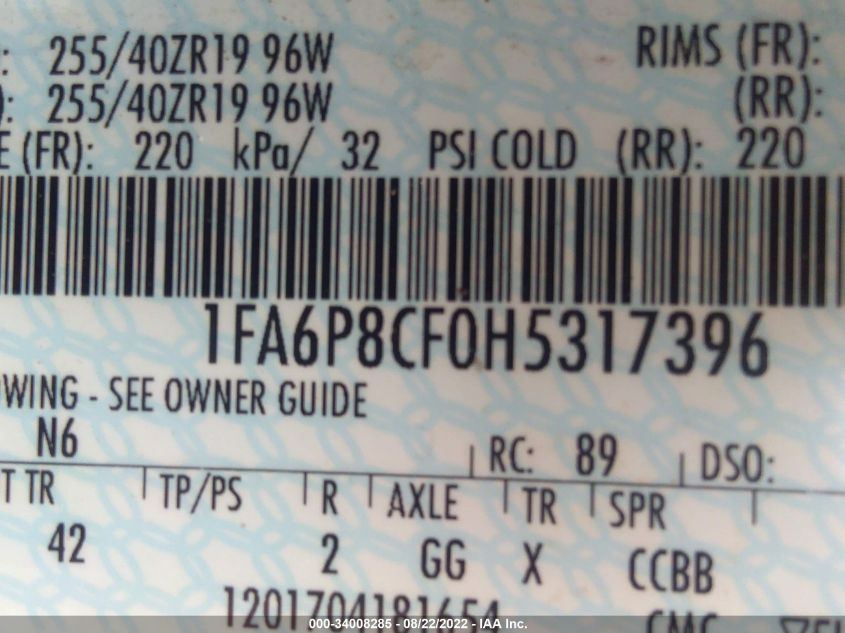 : 255/40ZR19 96W RIMS (FR):
): 255/40ZR19 96W (RR):
E (FR): 220 kPa/ 32 PSI COLD (RR): 220
1FA6P8CF0H5317396
OWING - SEE OWNER GUIDE
N6 RC: 89 DSO:
T TR TP/PS R AXLE TR SPR
42 2 GG X CCBB
1201704181654
000-34008285 - 08/22/2022 - IAA Inc.